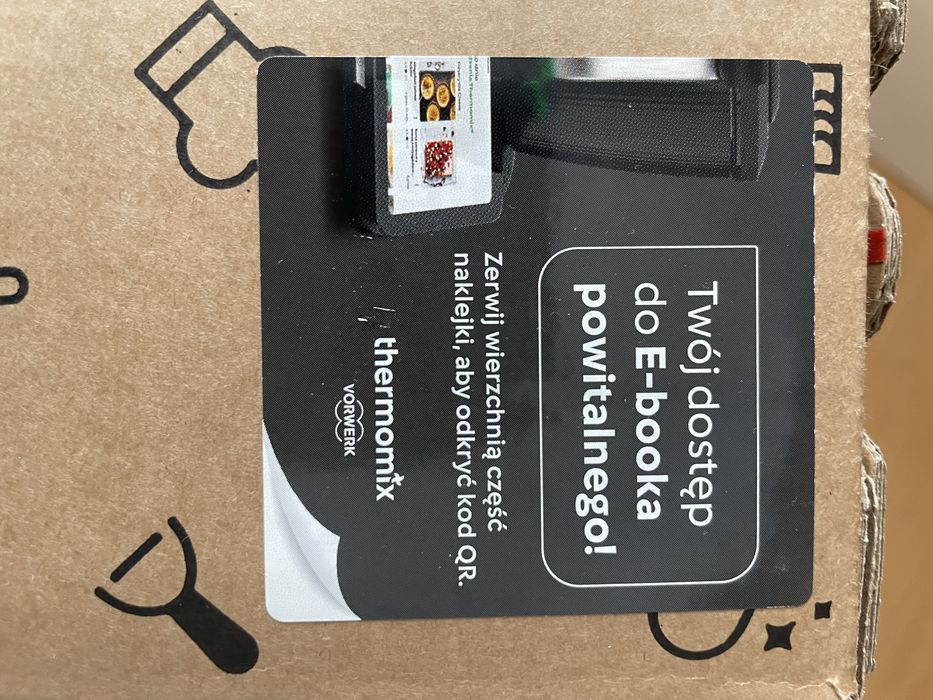 Twój dostęp
do E-booka
powitalnego!
Zerwij wierzchnią część
naklejki, aby odkryć kod QR.
thermomix
VORWERK